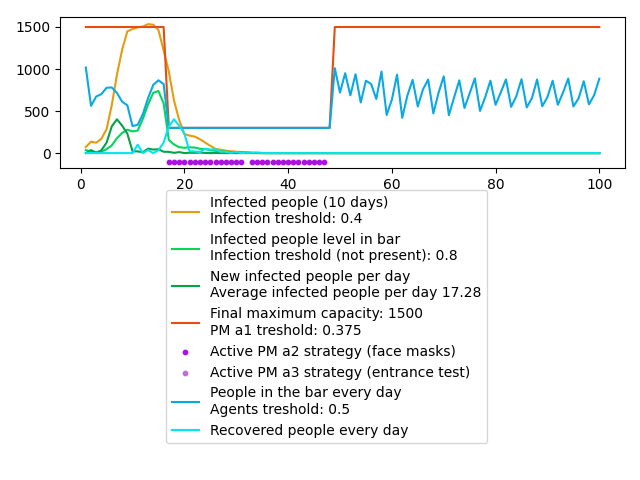 1500
1000
500
0
0
20
40
60
80
100
Infected people (10 days)
Infection treshold: 0.4
Infected people level in bar
Infection treshold (not present): 0.8
New infected people per day
Average infected people per day 17.28
Final maximum capacity: 1500
PM a1 treshold: 0.375
Active PM a2 strategy (face masks)
Active PM a3 strategy (entrance test)
People in the bar every day
Agents treshold: 0.5
Recovered people every day